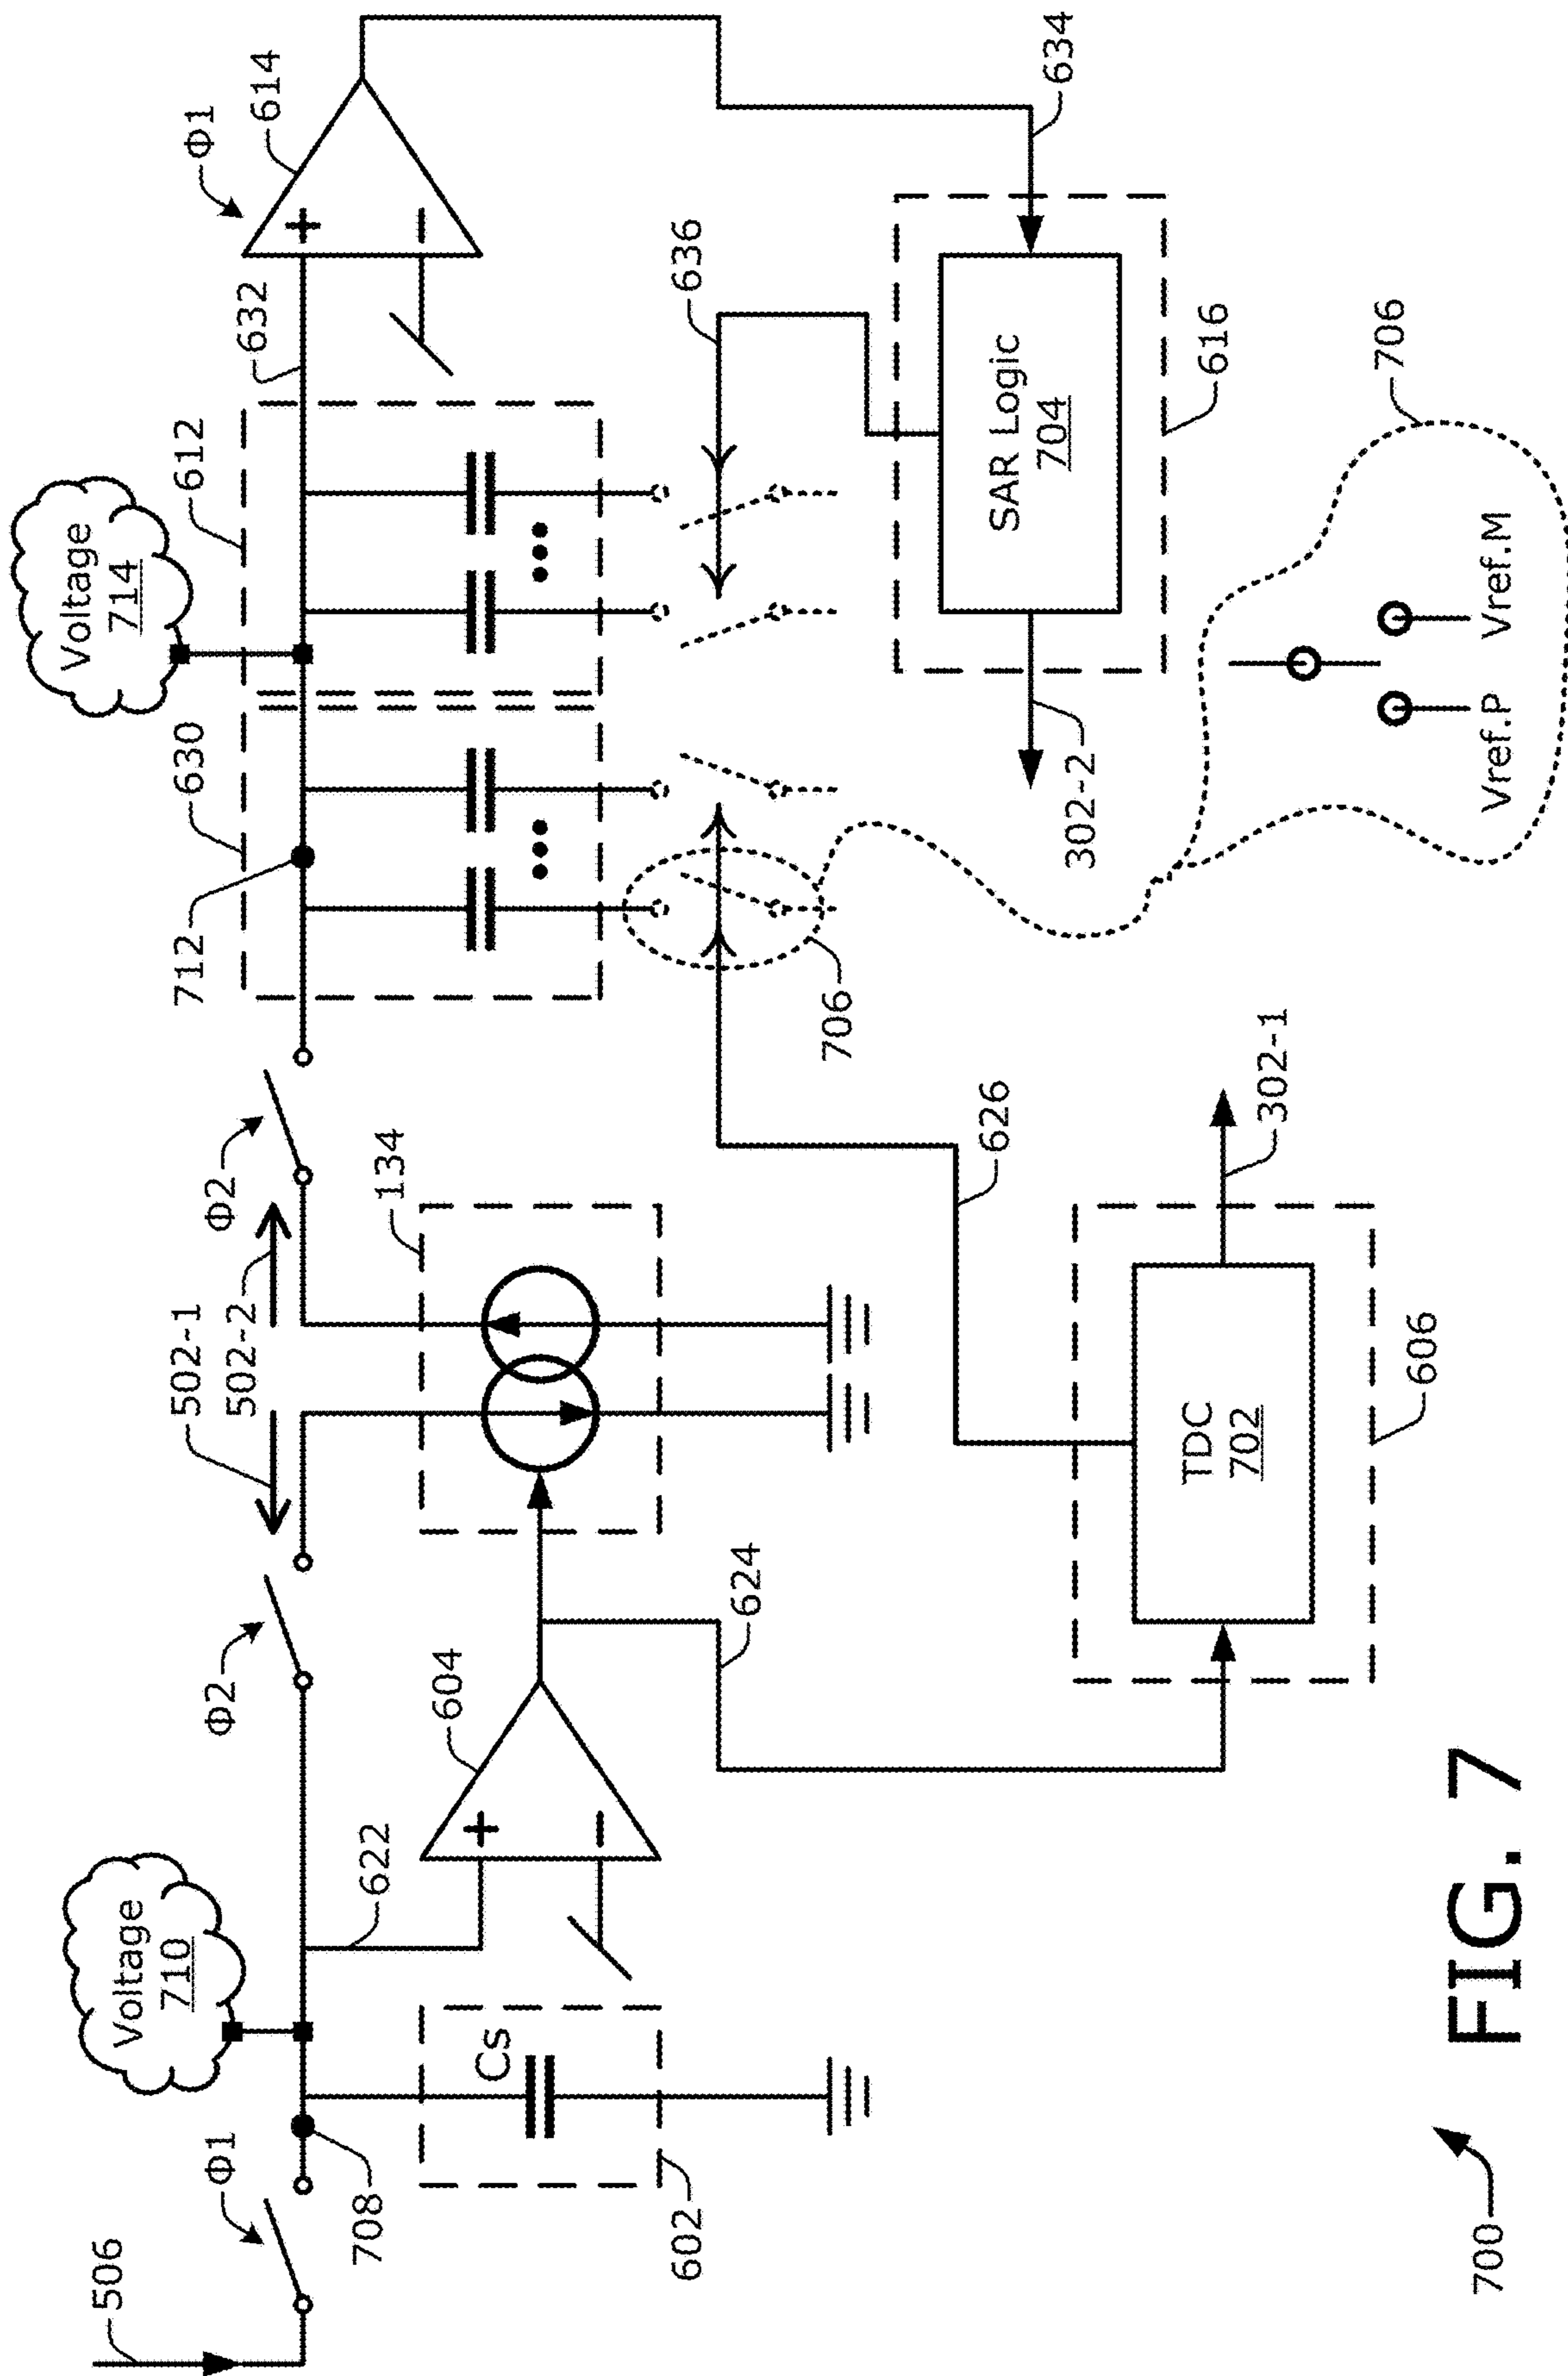 506
Φ1
708
602
Cs
Voltage
710
622
604
+
−
624
Φ2
502-1
502-2
Φ2
134
626
TDC
702
606
302-1
706
712
630
Voltage
714
612
632
Φ1
614
+
−
634
636
SAR Logic
704
616
302-2
706
Vref.P
Vref.M
700
FIG. 7